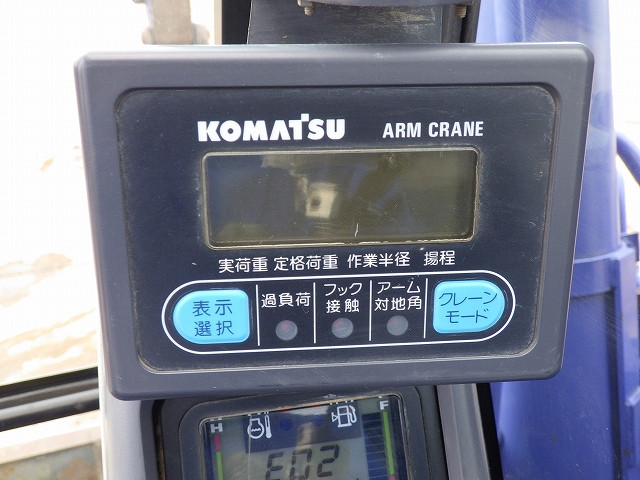 KOMATSU ARM CRANE
実荷重 定格荷重 作業半径 揚程
表示
選択
過負荷
フック
接触
アーム
対地角
クレーン
モード
H F
E02